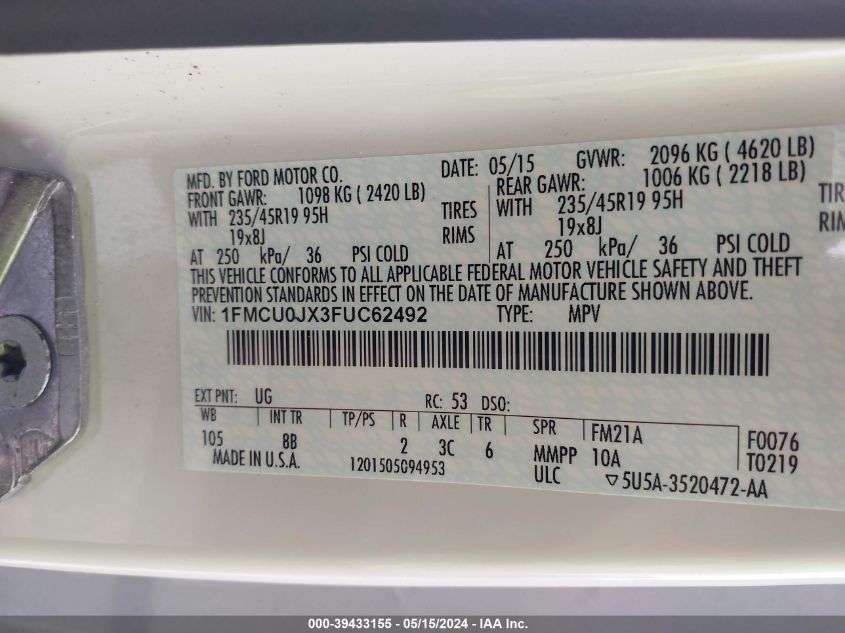 MFD. BY FORD MOTOR CO. DATE: 05/15 GVWR: 2096 KG ( 4620 LB)
FRONT GAWR: 1098 KG ( 2420 LB) REAR GAWR: 1006 KG ( 2218 LB)
WITH 235/45R19 95H TIRES WITH 235/45R19 95H
19x8J RIMS 19x8J
AT 250 kPa/ 36 PSI COLD AT 250 kPa/ 36 PSI COLD
THIS VEHICLE CONFORMS TO ALL APPLICABLE FEDERAL MOTOR VEHICLE SAFETY AND THEFT
PREVENTION STANDARDS IN EFFECT ON THE DATE OF MANUFACTURE SHOWN ABOVE.
VIN: 1FMCU0JX3FUC62492 TYPE: MPV
EXT PNT: UG RC: 53 DSO:
WB INT TR TP/PS R AXLE TR SPR FM21A F0076
105 8B 2 3C 6 MMPP 10A T0219
MADE IN U.S.A. 1201505094953 ULC ▽5U5A-3520472-AA
000-39433155 - 05/15/2024 - IAA Inc.